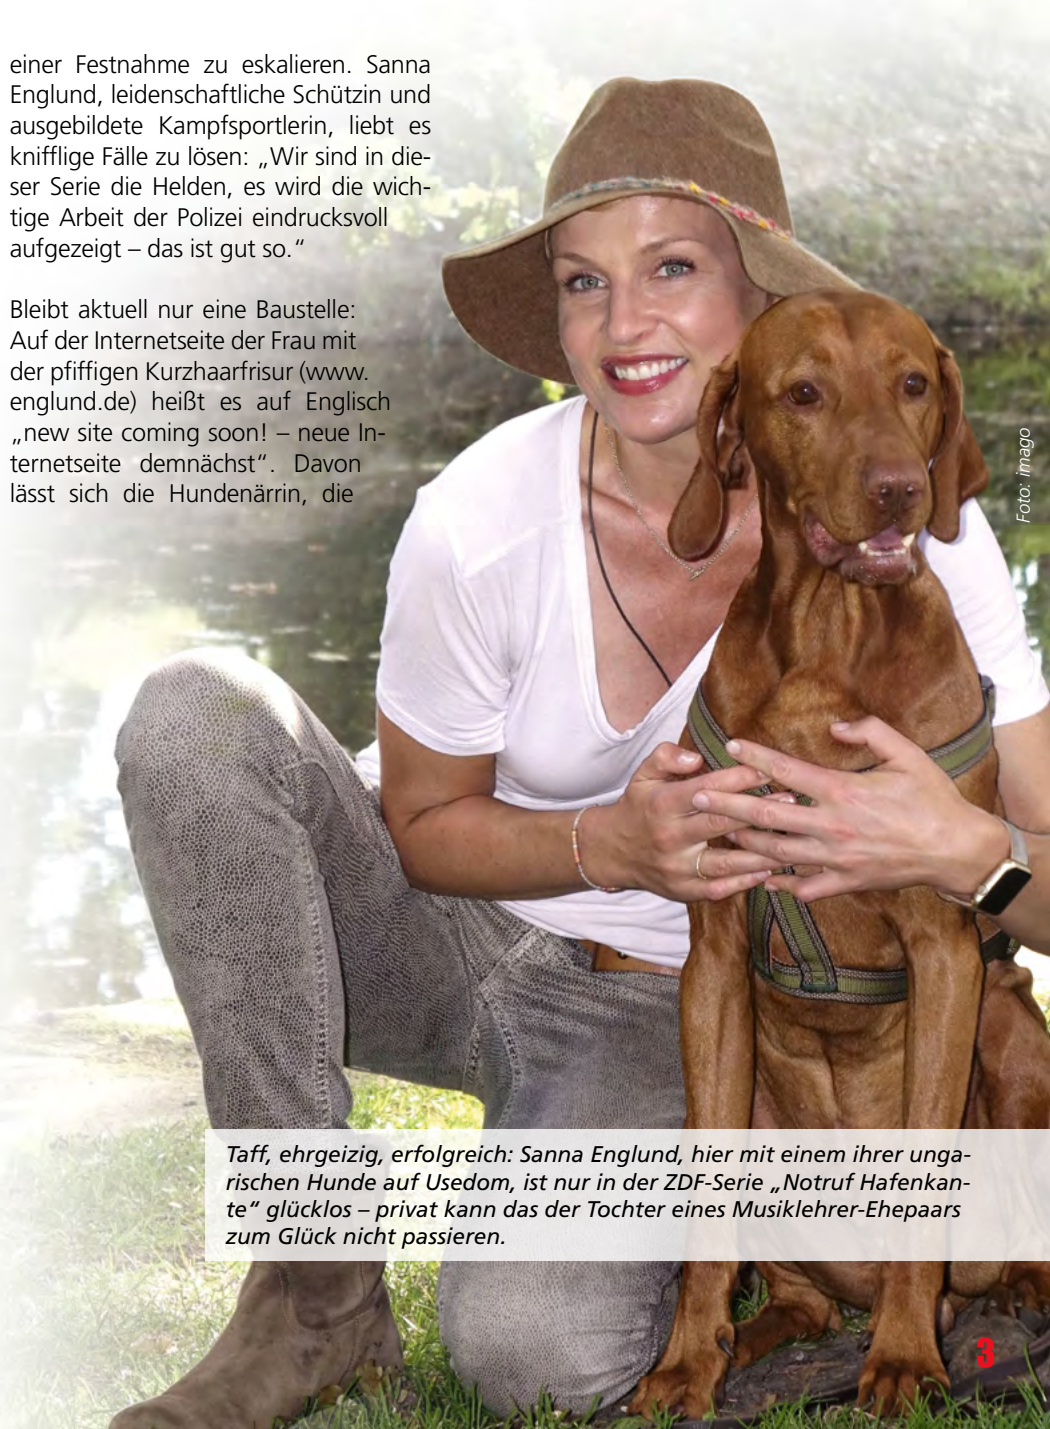 einer Festnahme zu eskalieren. Sanna
Englund, leidenschaftliche Schützin und
ausgebildete Kampfsportlerin, liebt es
knifflige Fälle zu lösen: „Wir sind in die-
ser Serie die Helden, es wird die wich-
tige Arbeit der Polizei eindrucksvoll
aufgezeigt – das ist gut so.“
Bleibt aktuell nur eine Baustelle:
Auf der Internetseite der Frau mit
der pfiffigen Kurzhaarfrisur (www.
englund.de) heißt es auf Englisch
„new site coming soon! – neue In-
ternetseite demnächst“. Davon
lässt sich die Hundenärrin, die
Foto: imago
Taff, ehrgeizig, erfolgreich: Sanna Englund, hier mit einem ihrer unga-
rischen Hunde auf Usedom, ist nur in der ZDF-Serie „Notruf Hafenkan-
te“ glücklos – privat kann das der Tochter eines Musiklehrer-Ehepaars
zum Glück nicht passieren.
3